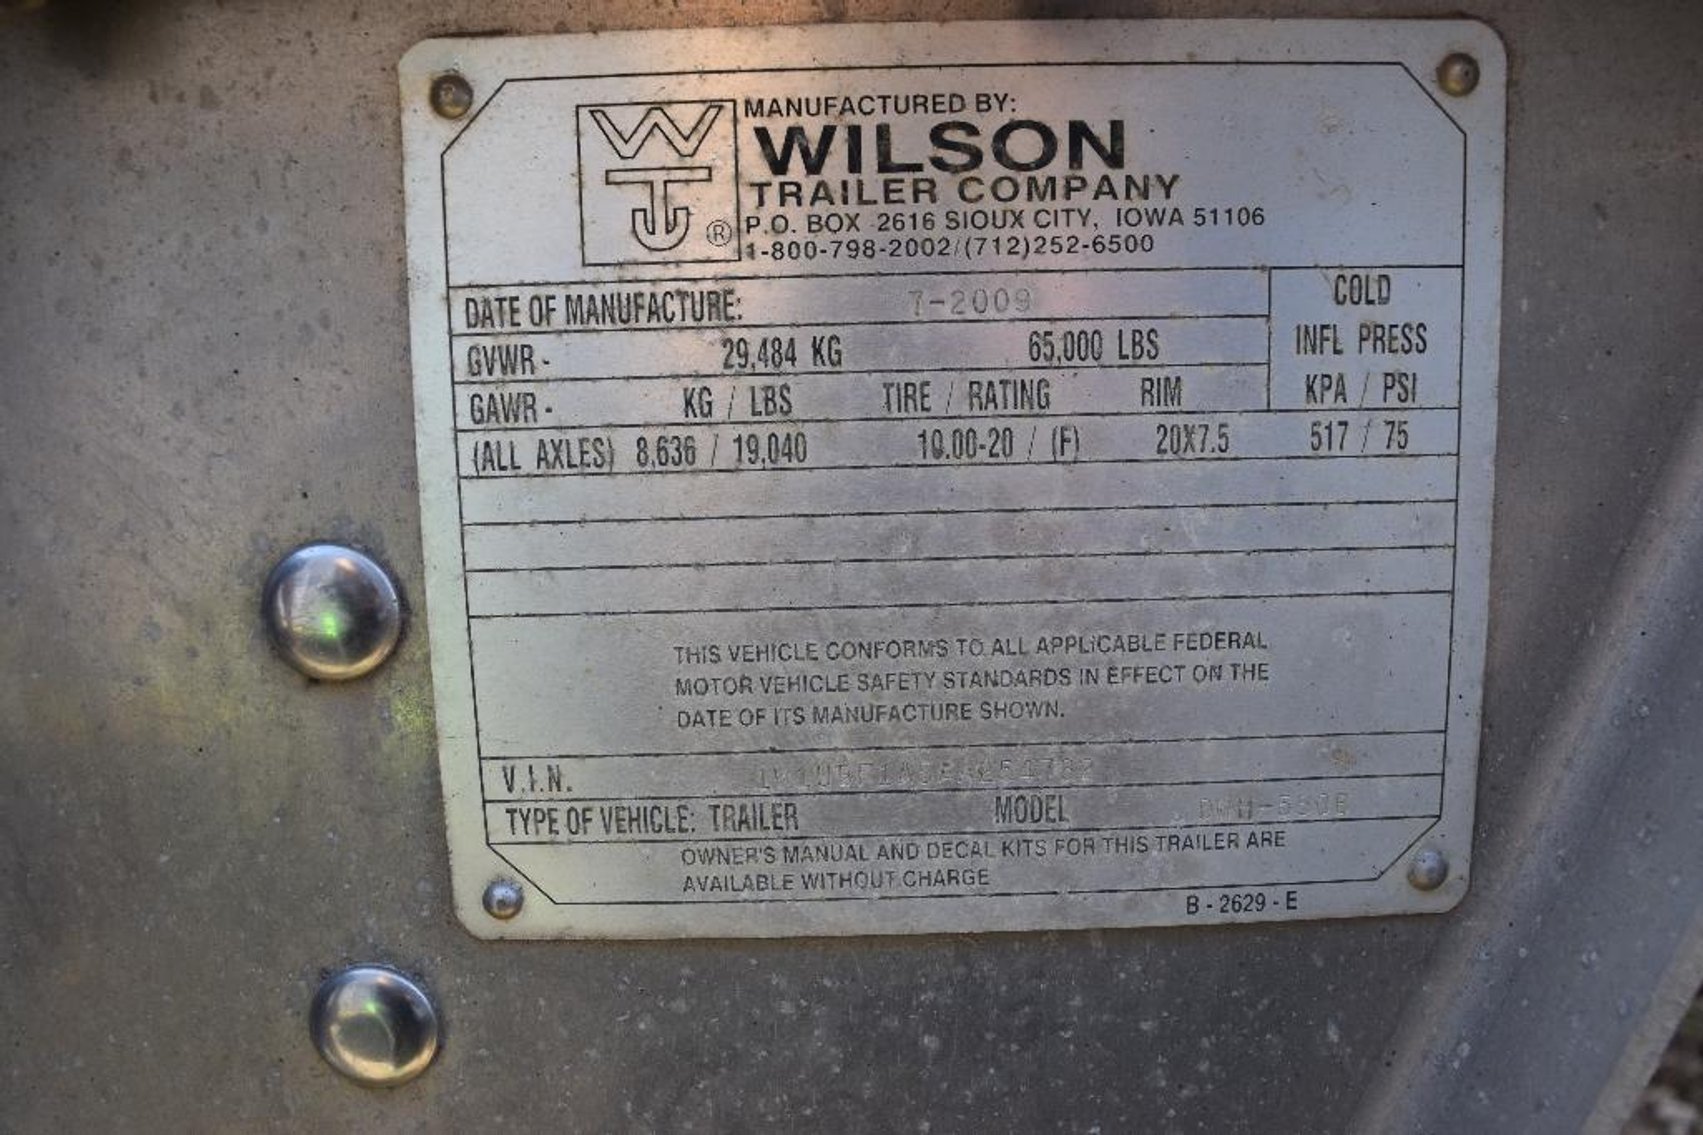 MANUFACTURED BY:
WILSON
TRAILER COMPANY
P.O. BOX 2616 SIOUX CITY, IOWA 51106
1-800-798-2002/(712)252-6500
WTJ ®
DATE OF MANUFACTURE: 7-2009
COLD
GVWR - 29,484 KG 65,000 LBS
INFL PRESS
GAWR - KG / LBS TIRE / RATING RIM KPA / PSI
(ALL AXLES) 8,636 / 19,040 10.00-20 / (F) 20X7.5 517 / 75
THIS VEHICLE CONFORMS TO ALL APPLICABLE FEDERAL
MOTOR VEHICLE SAFETY STANDARDS IN EFFECT ON THE
DATE OF ITS MANUFACTURE SHOWN.
V.I.N.
TYPE OF VEHICLE: TRAILER MODEL
OWNER'S MANUAL AND DECAL KITS FOR THIS TRAILER ARE
AVAILABLE WITHOUT CHARGE
B - 2629 - E